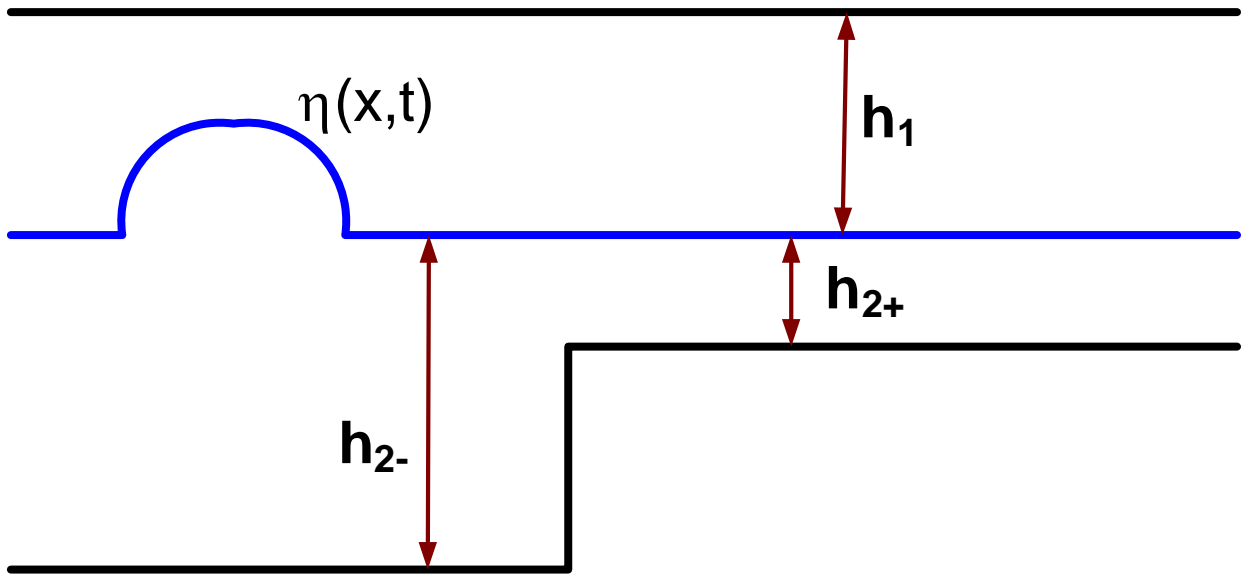 η(x,t)
h₁
h₂₊
h₂₋